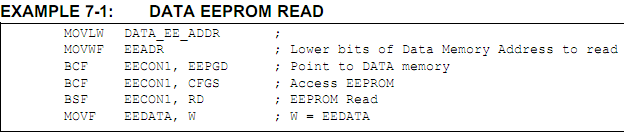 EXAMPLE 7-1: DATA EEPROM READ
MOVLW DATA_EE_ADDR ;
MOVWF EEADR ; Lower bits of Data Memory Address to read
BCF EECON1, EEPGD ; Point to DATA memory
BCF EECON1, CFGS ; Access EEPROM
BSF EECON1, RD ; EEPROM Read
MOVF EEDATA, W ; W = EEDATA